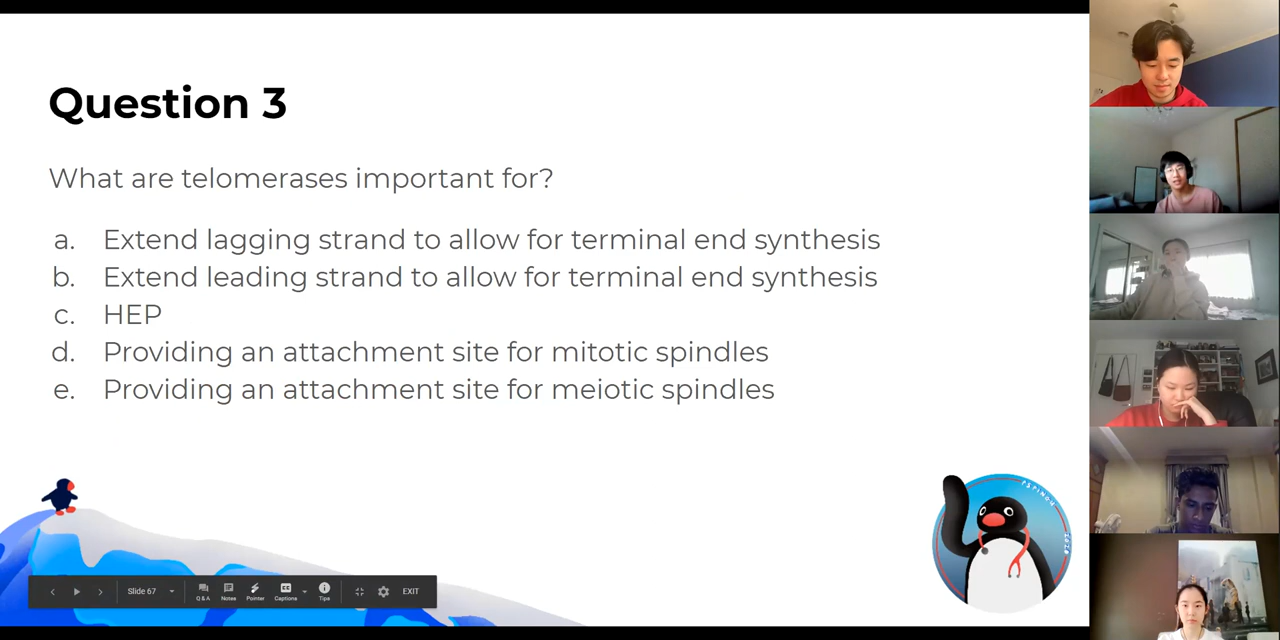 Question 3
What are telomerases important for?
a. Extend lagging strand to allow for terminal end synthesis
b. Extend leading strand to allow for terminal end synthesis
c. HEP
d. Providing an attachment site for mitotic spindles
e. Providing an attachment site for meiotic spindles
Slide 67
Q & A
Notes
Pointer
Captions
Tips
EXIT